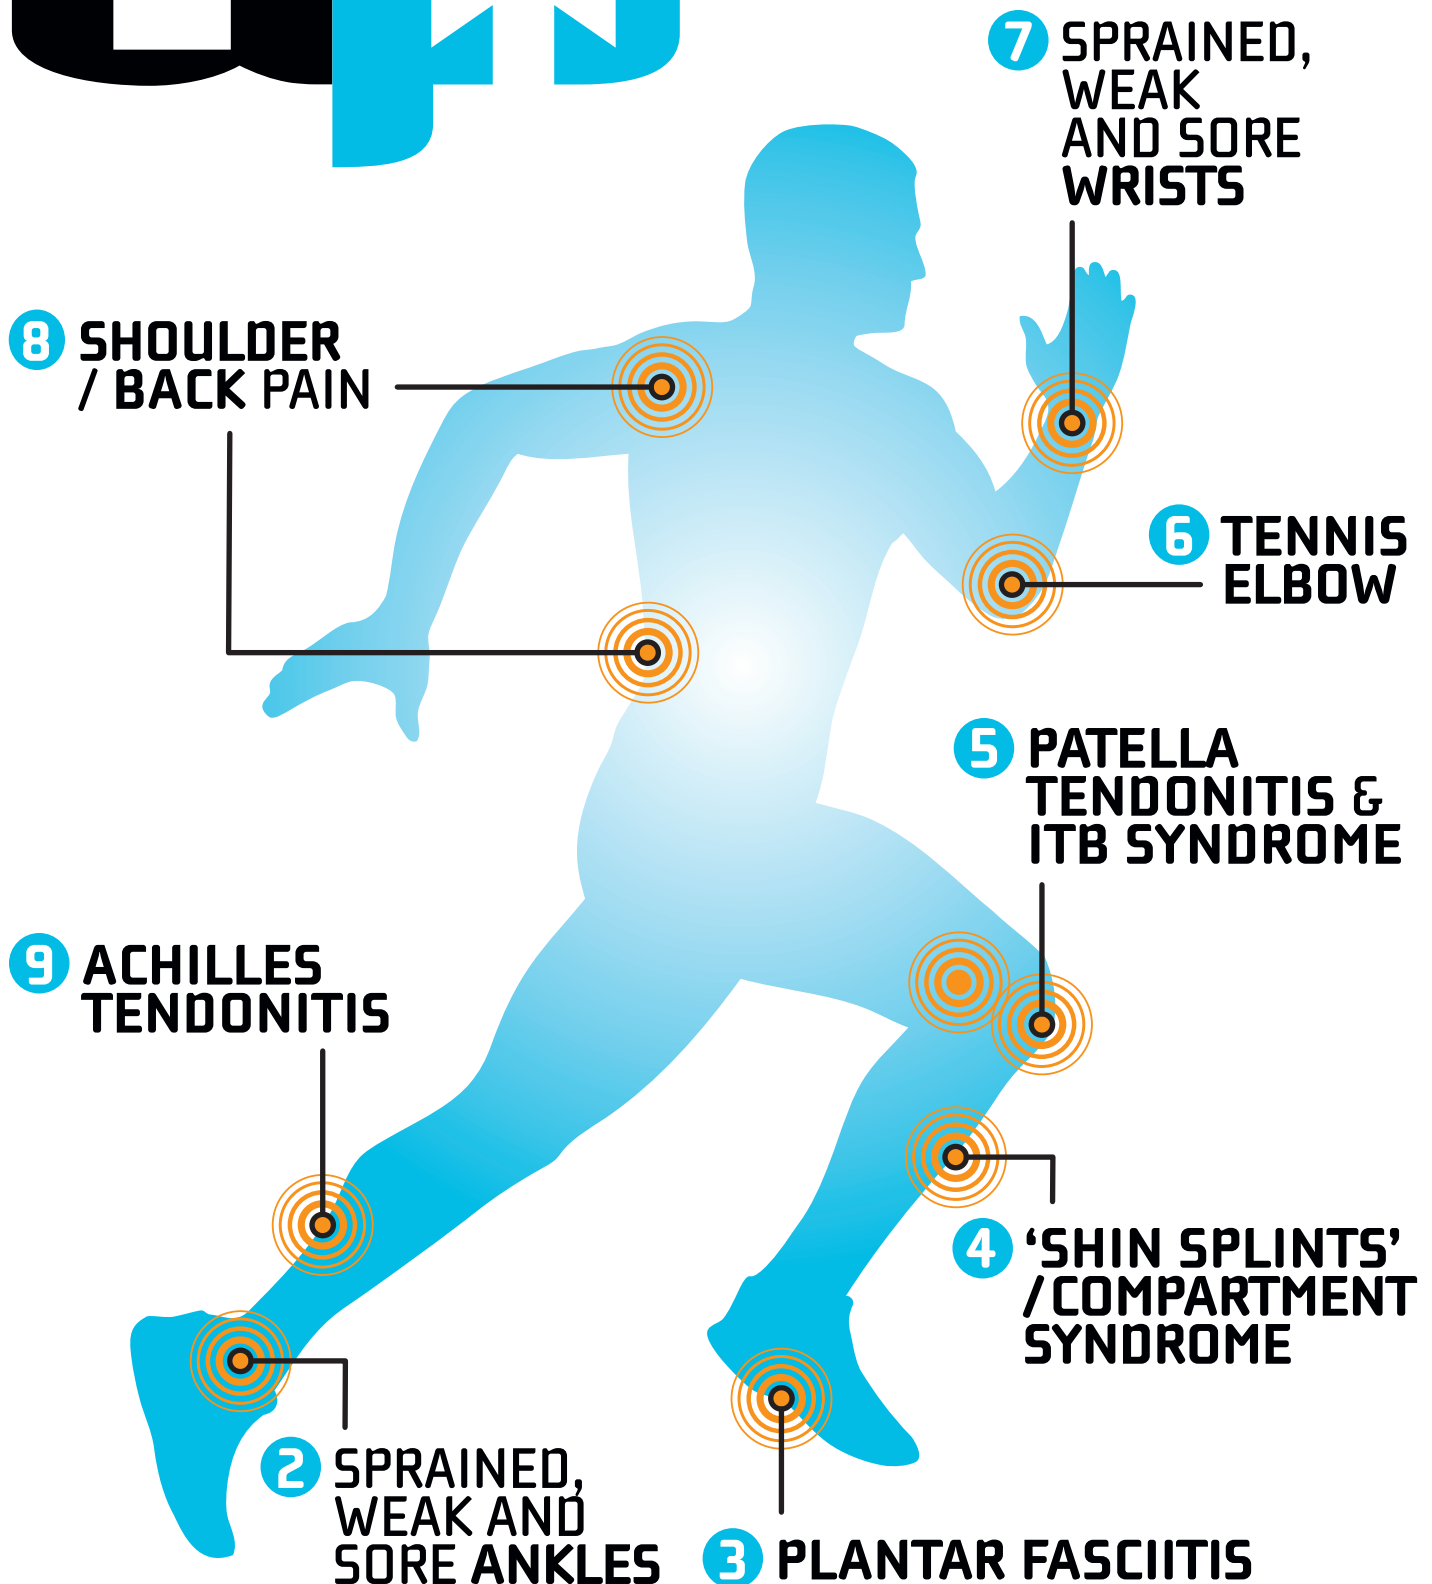 7 SPRAINED,
WEAK
AND SORE
WRISTS
8 SHOULDER
/ BACK PAIN
6 TENNIS
ELBOW
5 PATELLA
TENDONITIS &
ITB SYNDROME
9 ACHILLES
TENDONITIS
4 ‘SHIN SPLINTS’
/COMPARTMENT
SYNDROME
2 SPRAINED,
WEAK AND
SORE ANKLES
3 PLANTAR FASCIITIS